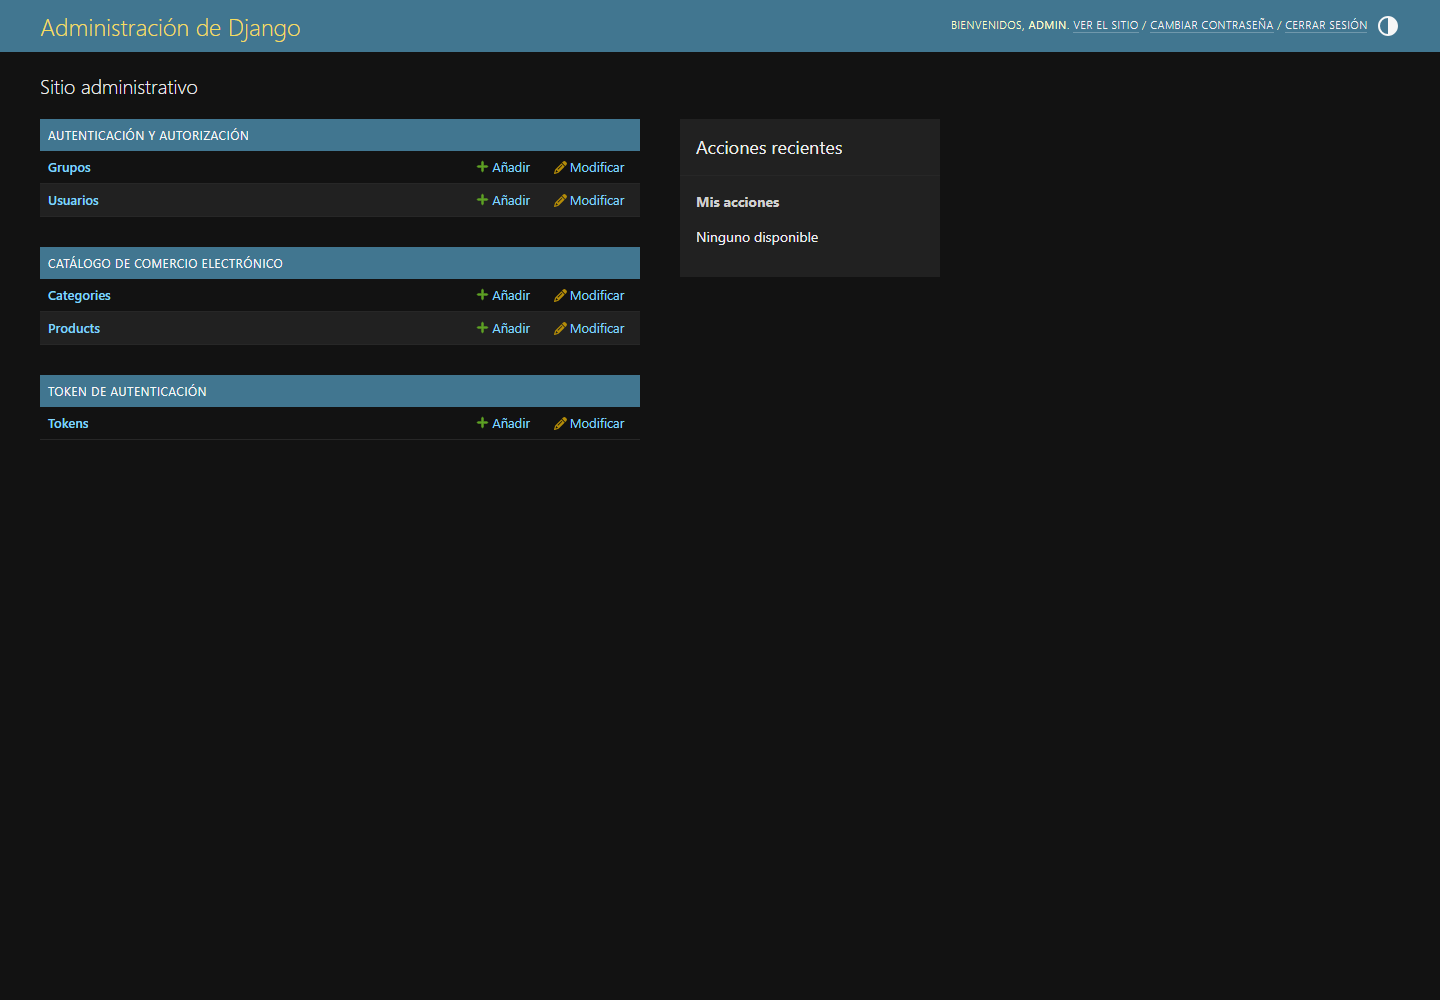 Administración de Django
BIENVENIDOS, ADMIN. VER EL SITIO / CAMBIAR CONTRASEÑA / CERRAR SESIÓN
Sitio administrativo
AUTENTICACIÓN Y AUTORIZACIÓN
Grupos Añadir Modificar
Usuarios Añadir Modificar
CATÁLOGO DE COMERCIO ELECTRÓNICO
Categories Añadir Modificar
Products Añadir Modificar
TOKEN DE AUTENTICACIÓN
Tokens Añadir Modificar
Acciones recientes
Mis acciones
Ninguno disponible